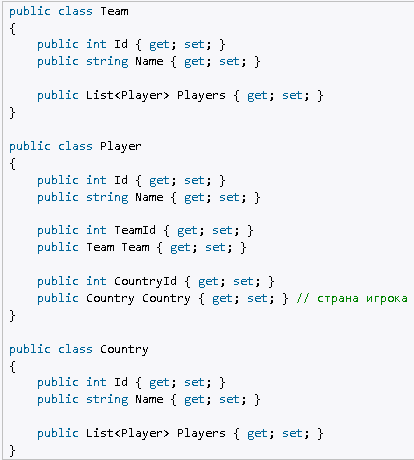 public class Team
{
    public int Id { get; set; }
    public string Name { get; set; }

    public List<Player> Players { get; set; }
}

public class Player
{
    public int Id { get; set; }
    public string Name { get; set; }

    public int TeamId { get; set; }
    public Team Team { get; set; }

    public int CountryId { get; set; }
    public Country Country { get; set; } // страна игрока
}

public class Country
{
    public int Id { get; set; }
    public string Name { get; set; }

    public List<Player> Players { get; set; }
}